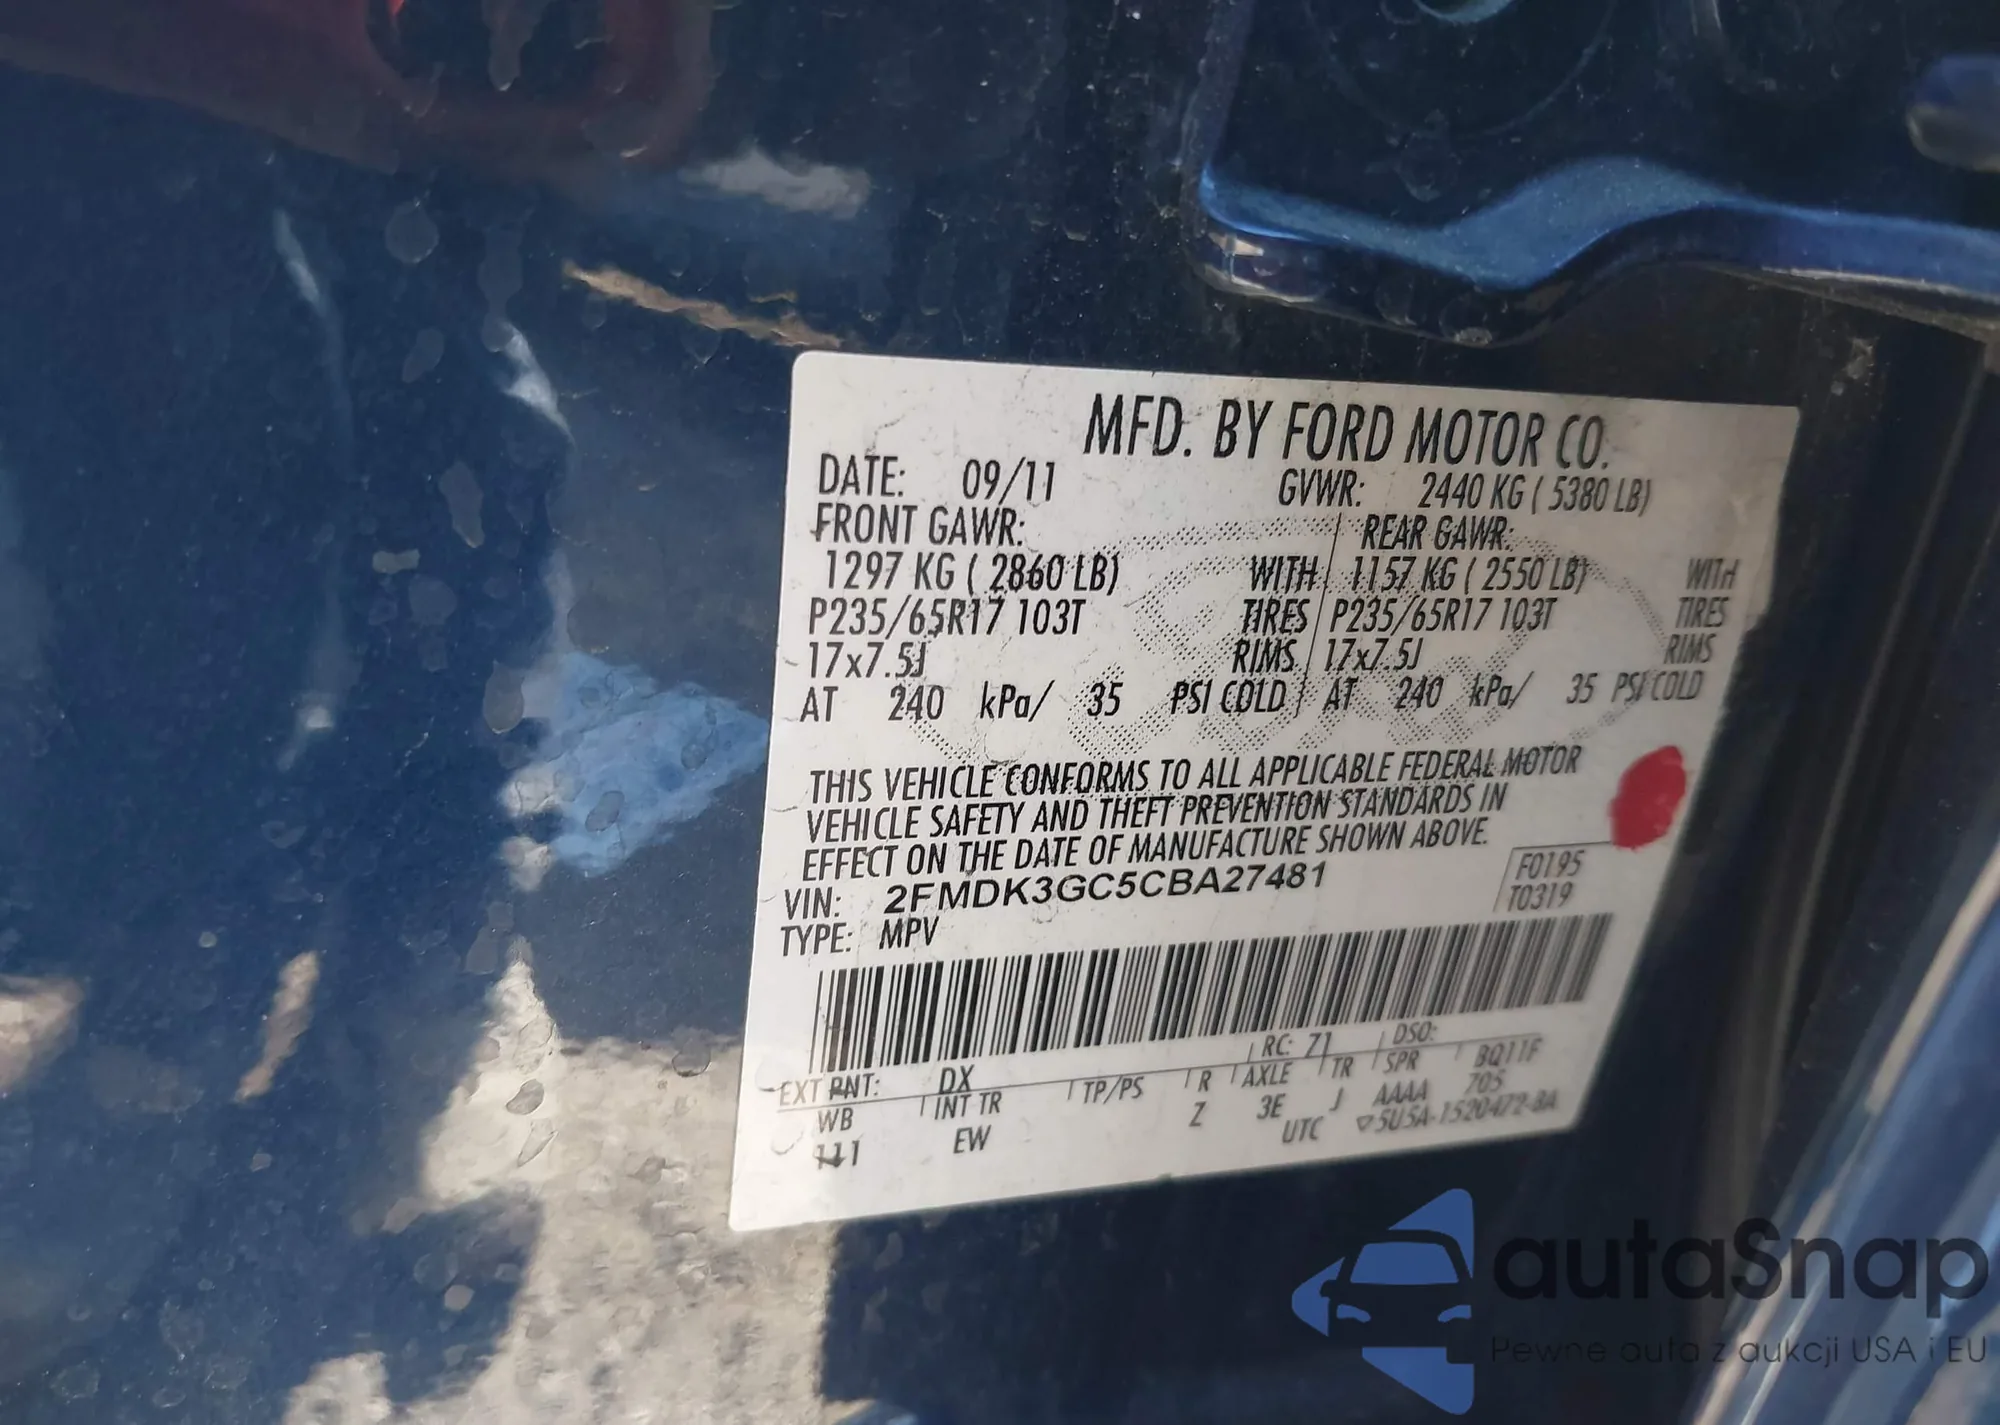 MFD. BY FORD MOTOR CO.
DATE: 09/11 GVWR: 2440 KG ( 5380 LB)
FRONT GAWR: REAR GAWR:
1297 KG ( 2860 LB) WITH 1157 KG ( 2550 LB) WITH
P235/65R17 103T TIRES P235/65R17 103T TIRES
17x7.5J RIMS 17x7.5J RIMS
AT 240 kPa/ 35 PSI COLD AT 240 kPa/ 35 PSI COLD
THIS VEHICLE CONFORMS TO ALL APPLICABLE FEDERAL MOTOR
VEHICLE SAFETY AND THEFT PREVENTION STANDARDS IN
EFFECT ON THE DATE OF MANUFACTURE SHOWN ABOVE.
VIN: 2FMDK3GC5CBA27481 F0195
TYPE: MPV T0319
EXT PNT: DX RC: 71 DSO:
WB INT TR TP/PS R AXLE TR SPR BQ11F
111 EW Z 3E J AAAA 705
UTC ▽5U5A-1520472-BA
autaSnap
Pewne auta z aukcji USA i EU